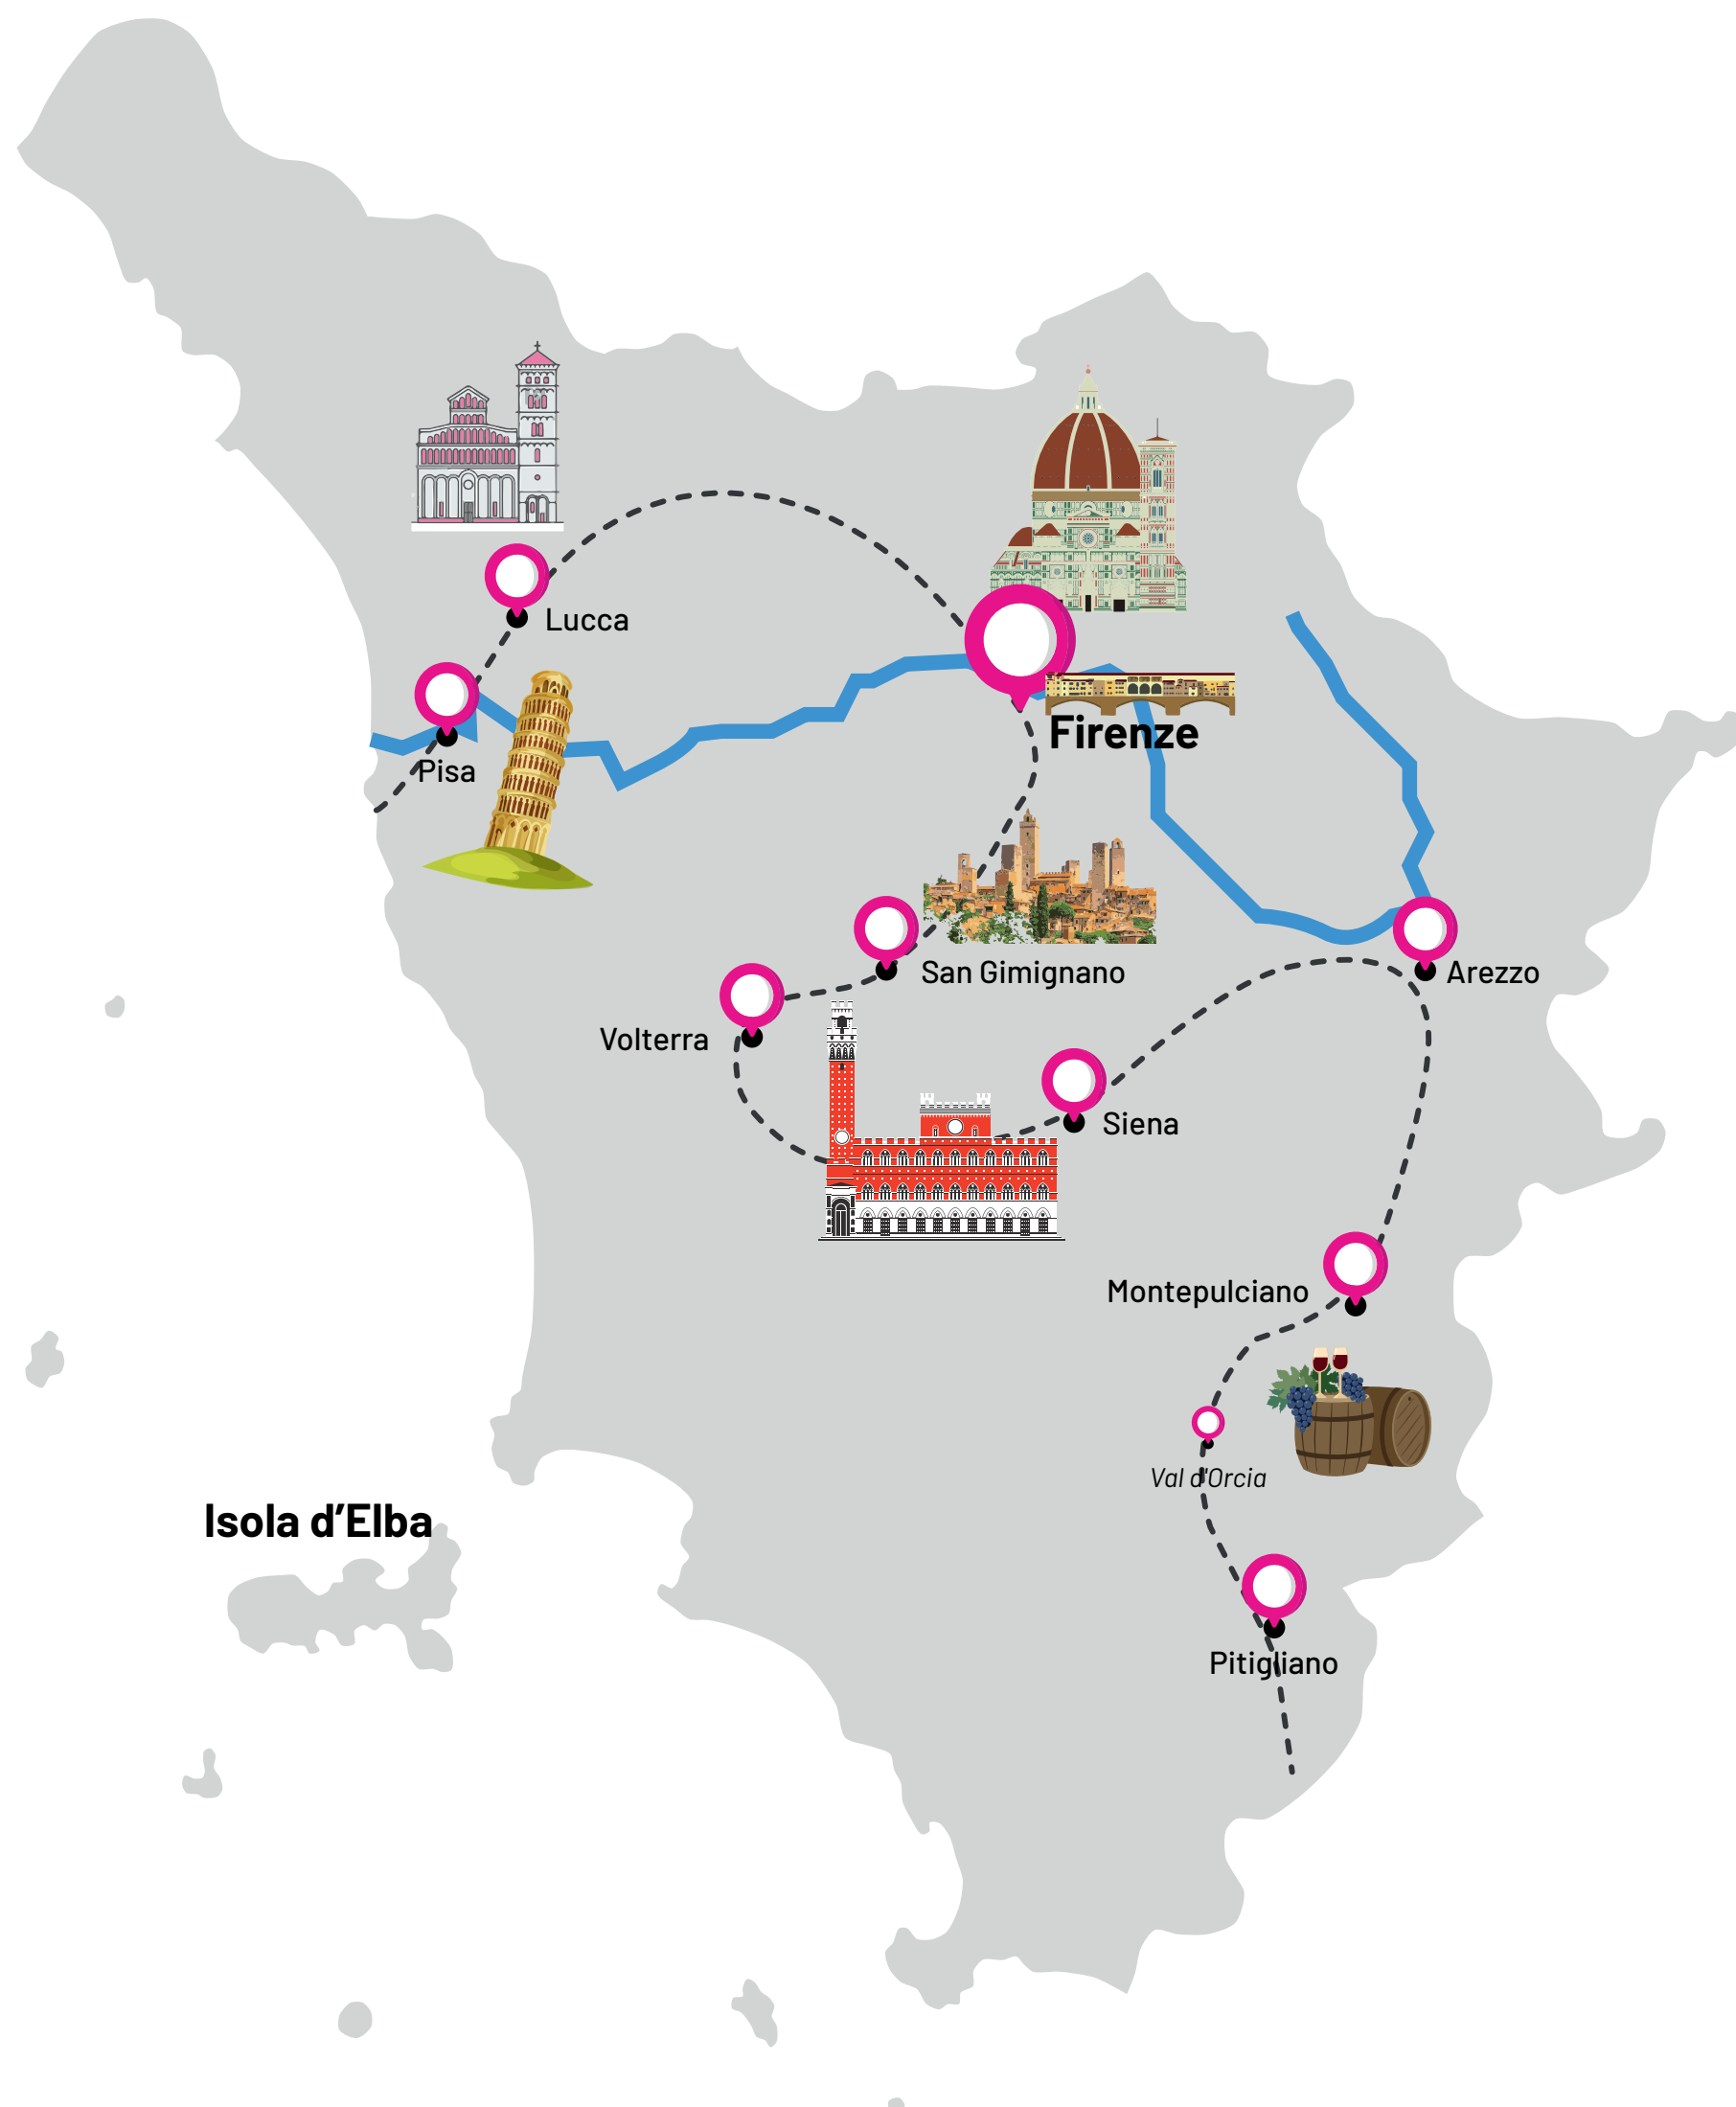 Lucca
Firenze
Pisa
San Gimignano
Arezzo
Volterra
Siena
Montepulciano
Val d'Orcia
Isola d’Elba
Pitigliano